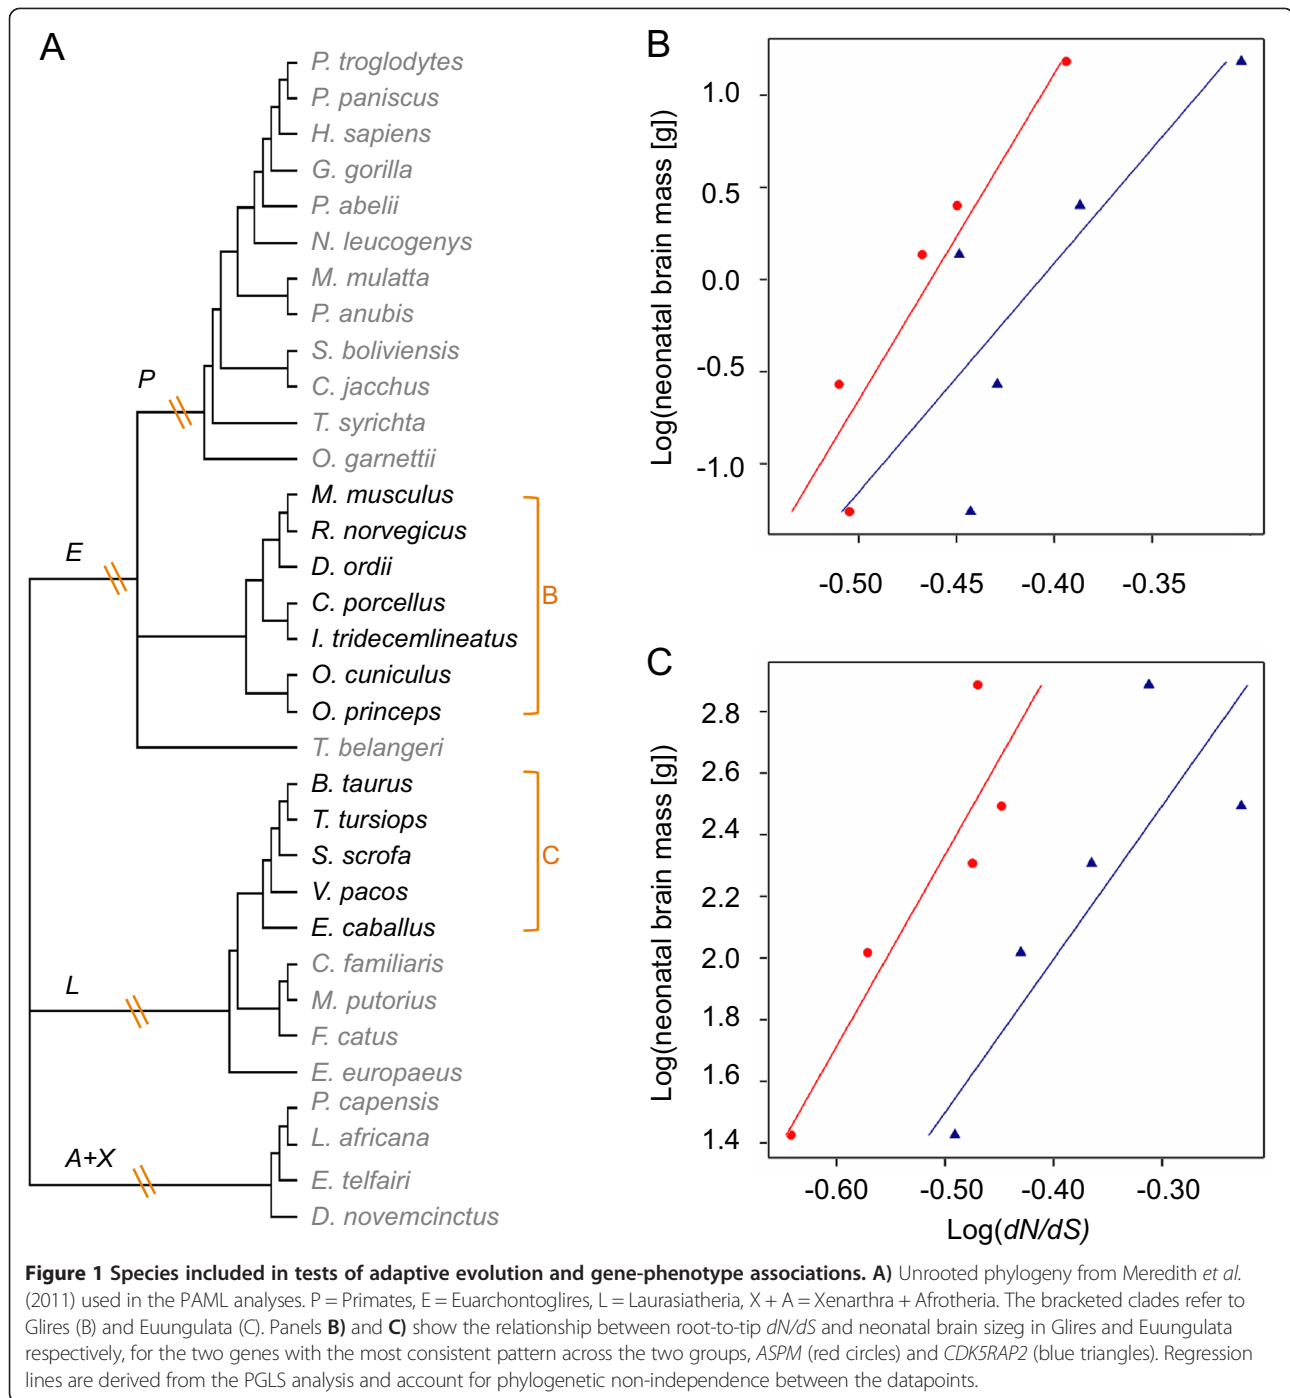 A
P. troglodytes
P. paniscus
H. sapiens
G. gorilla
P. abelii
N. leucogenys
M. mulatta
P. anubis
S. boliviensis
C. jacchus
T. syrichta
O. garnettii
P
M. musculus
R. norvegicus
D. ordii
C. porcellus
I. tridecemlineatus
O. cuniculus
O. princeps
B
E
T. belangeri
B. taurus
T. tursiops
S. scrofa
V. pacos
E. caballus
C
C. familiaris
M. putorius
F. catus
E. europaeus
L
P. capensis
L. africana
E. telfairi
D. novemcinctus
A+X
B
Log(neonatal brain mass [g])
1.0
0.5
0.0
-0.5
-1.0
-0.50 -0.45 -0.40 -0.35
C
Log(neonatal brain mass [g])
2.8
2.6
2.4
2.2
2.0
1.8
1.6
1.4
-0.60 -0.50 -0.40 -0.30
Log(dN/dS)
Figure 1 Species included in tests of adaptive evolution and gene-phenotype associations. A) Unrooted phylogeny from Meredith et al.
(2011) used in the PAML analyses. P = Primates, E = Euarchontoglires, L = Laurasiatheria, X + A = Xenarthra + Afrotheria. The bracketed clades refer to
Glires (B) and Euungulata (C). Panels B) and C) show the relationship between root-to-tip dN/dS and neonatal brain sizeg in Glires and Euungulata
respectively, for the two genes with the most consistent pattern across the two groups, ASPM (red circles) and CDK5RAP2 (blue triangles). Regression
lines are derived from the PGLS analysis and account for phylogenetic non-independence between the datapoints.